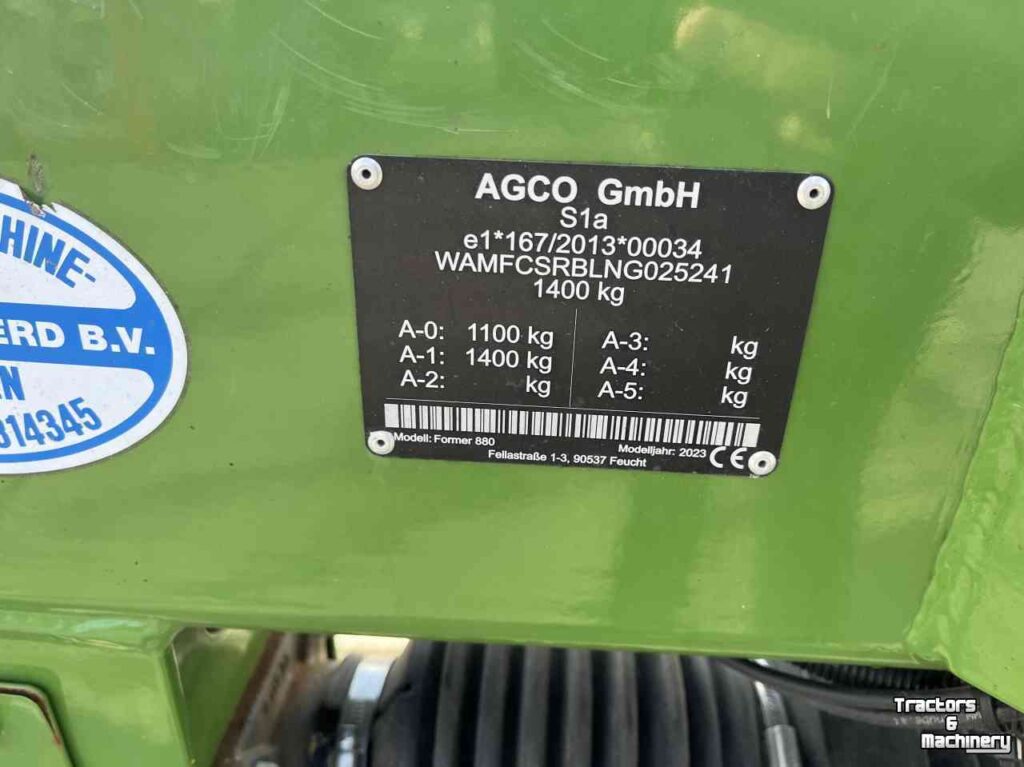 HINE-
ERD B.V.
EN
314345
AGCO GmbH
S1a
e1*167/2013*00034
WAMFCSRBLNG025241
1400 kg
A-0: 1100 kg
A-1: 1400 kg
A-2: kg
A-3: kg
A-4: kg
A-5: kg
Modell: Former 880
Modelljahr: 2023
Fellastraße 1-3, 90537 Feucht
CE
Tractors
&
Machinery